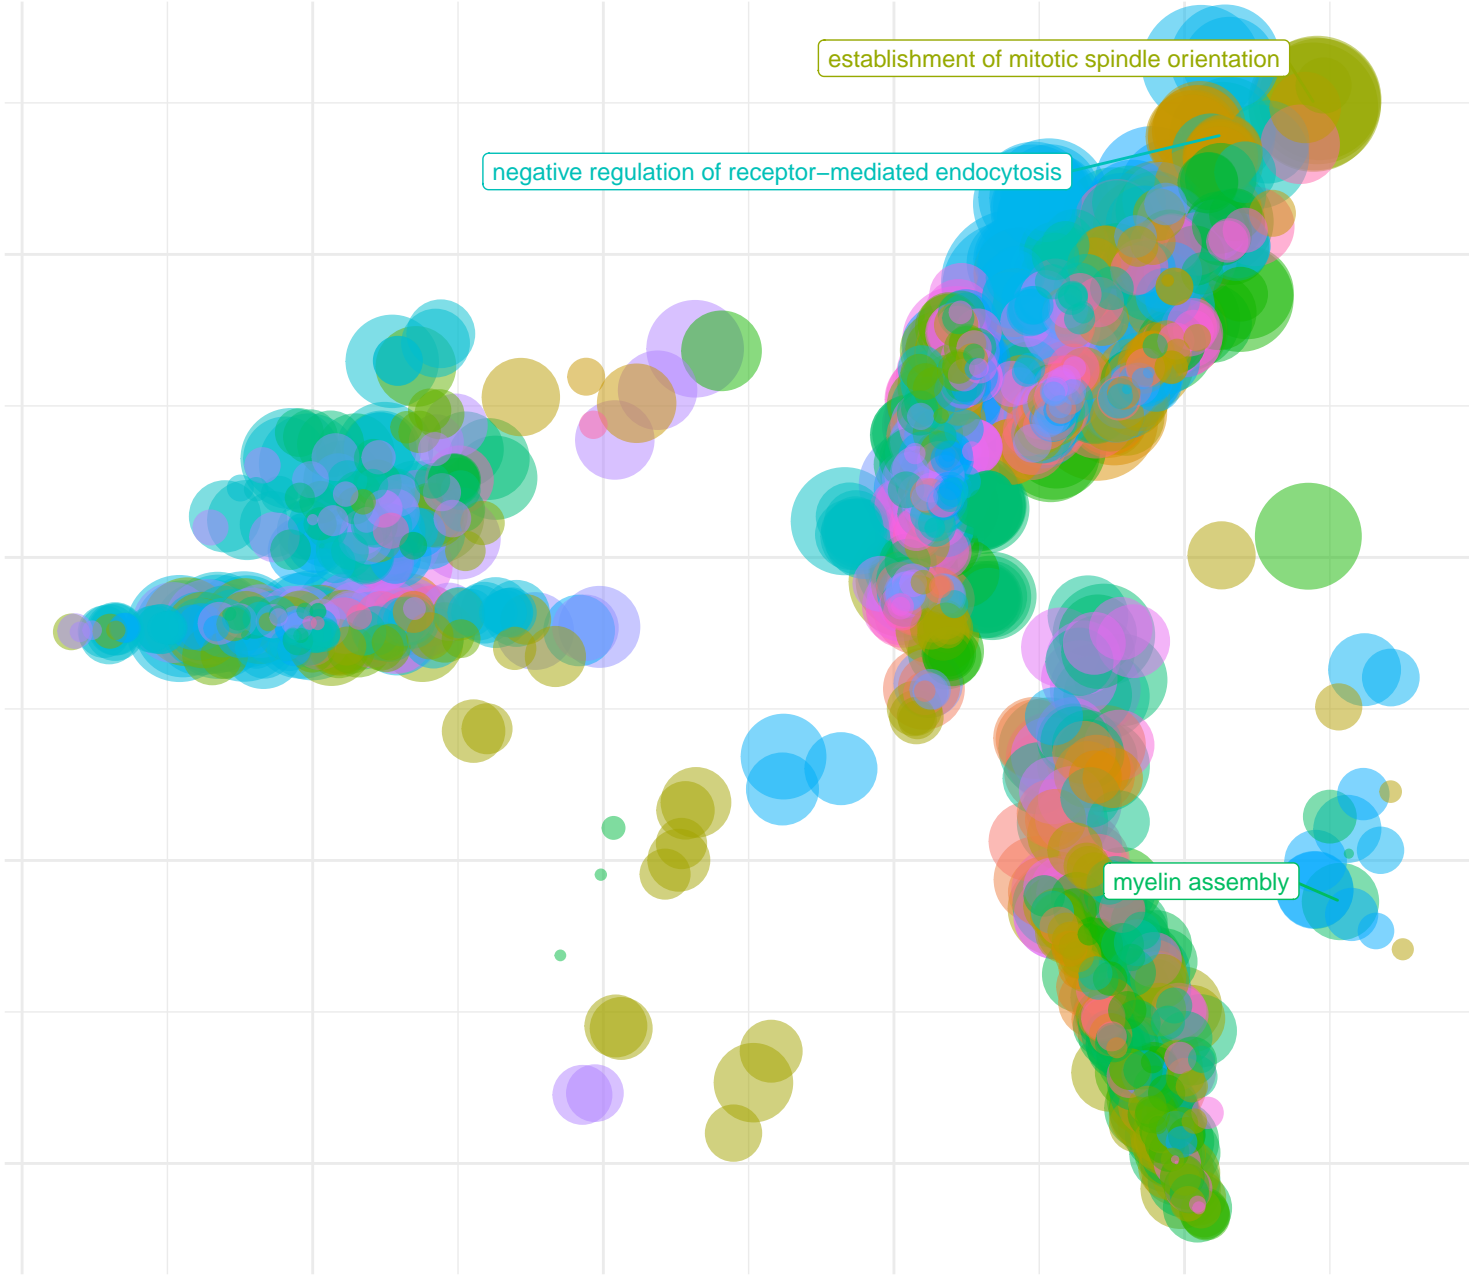 establishment of mitotic spindle orientation
negative regulation of receptor−mediated endocytosis
myelin assembly